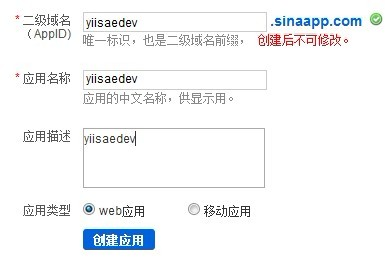 * 二级域名 yiisaedev .sinaapp.com
（AppID） 唯一标识，也是二级域名前缀， 创建后不可修改。
* 应用名称 yiisaedev
应用的中文名称，供显示用。
应用描述 yiisaedev
应用类型 web应用 移动应用
创建应用